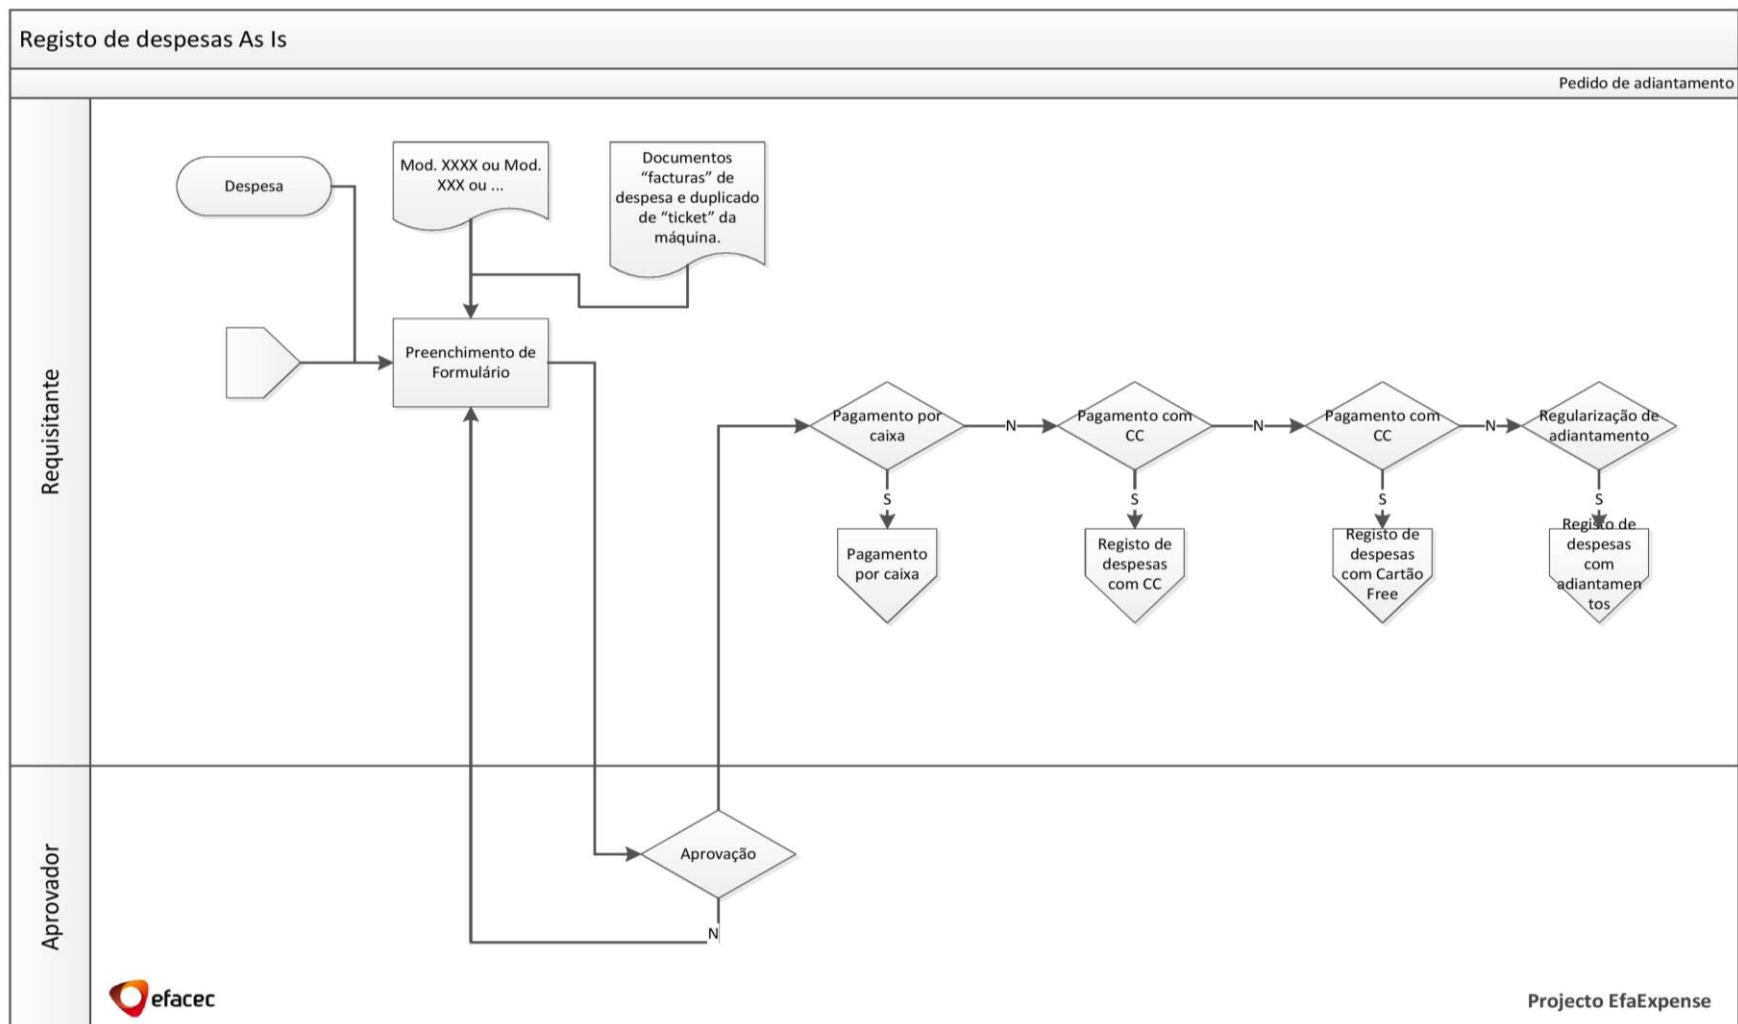 Registo de despesas As Is
Pedido de adiantamento
Requisitante
Despesa
Mod. XXXX ou Mod.
XXX ou ...
Documentos
“facturas” de
despesa e duplicado
de “ticket” da
máquina.
Preenchimento de
Formulário
Pagamento por
caixa
N
Pagamento com
CC
N
Pagamento com
CC
N
Regularização de
adiantamento
S
S
S
S
Pagamento
por caixa
Registo de
despesas
com CC
Registo de
despesas
com Cartão
Free
Registo de
despesas
com
adiantamen
tos
Aprovador
Aprovação
N
efacec
Projecto EfaExpense